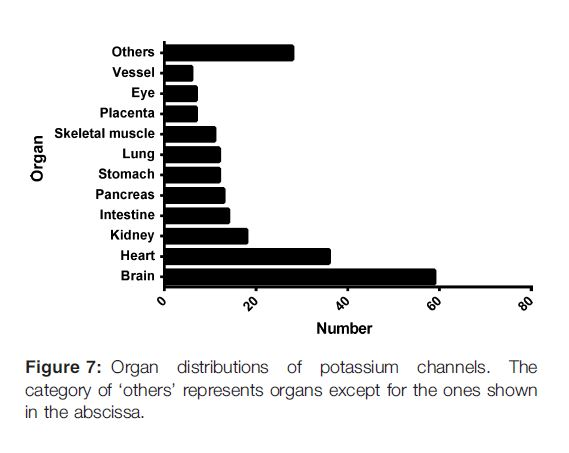 Others
Vessel
Eye
Placenta
Skeletal muscle
Lung
Stomach
Pancreas
Intestine
Kidney
Heart
Brain
Organ
0 20 40 60 80
Number
Figure 7: Organ distributions of potassium channels. The
category of ‘others’ represents organs except for the ones shown
in the abscissa.